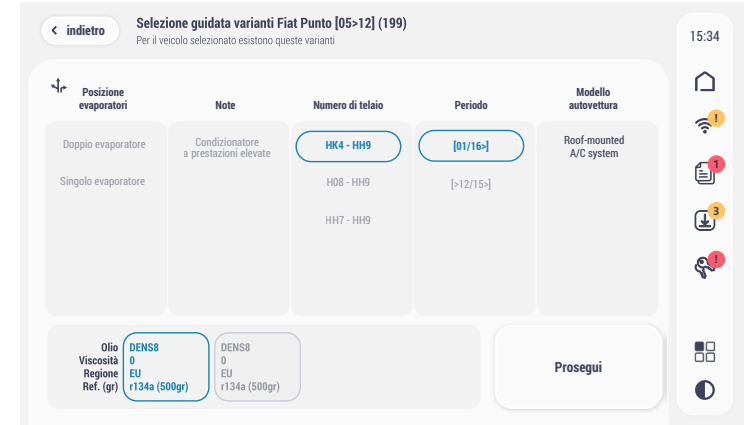 indietro
Selezione guidata varianti Fiat Punto [05>12] (199)
Per il veicolo selezionato esistono queste varianti
15:34
Posizione
evaporatori
Note
Numero di telaio
Periodo
Modello
autovettura
Doppio evaporatore
Singolo evaporatore
Condizionatore
a prestazioni elevate
HK4 - HH9
H08 - HH9
HH7 - HH9
[01/16>]
[>12/15>]
Roof-mounted
A/C system
!
1
3
!
Olio
Viscosità
Regione
Ref. (gr)
DENS8
0
EU
r134a (500gr)
DENS8
0
EU
r134a (500gr)
Prosegui